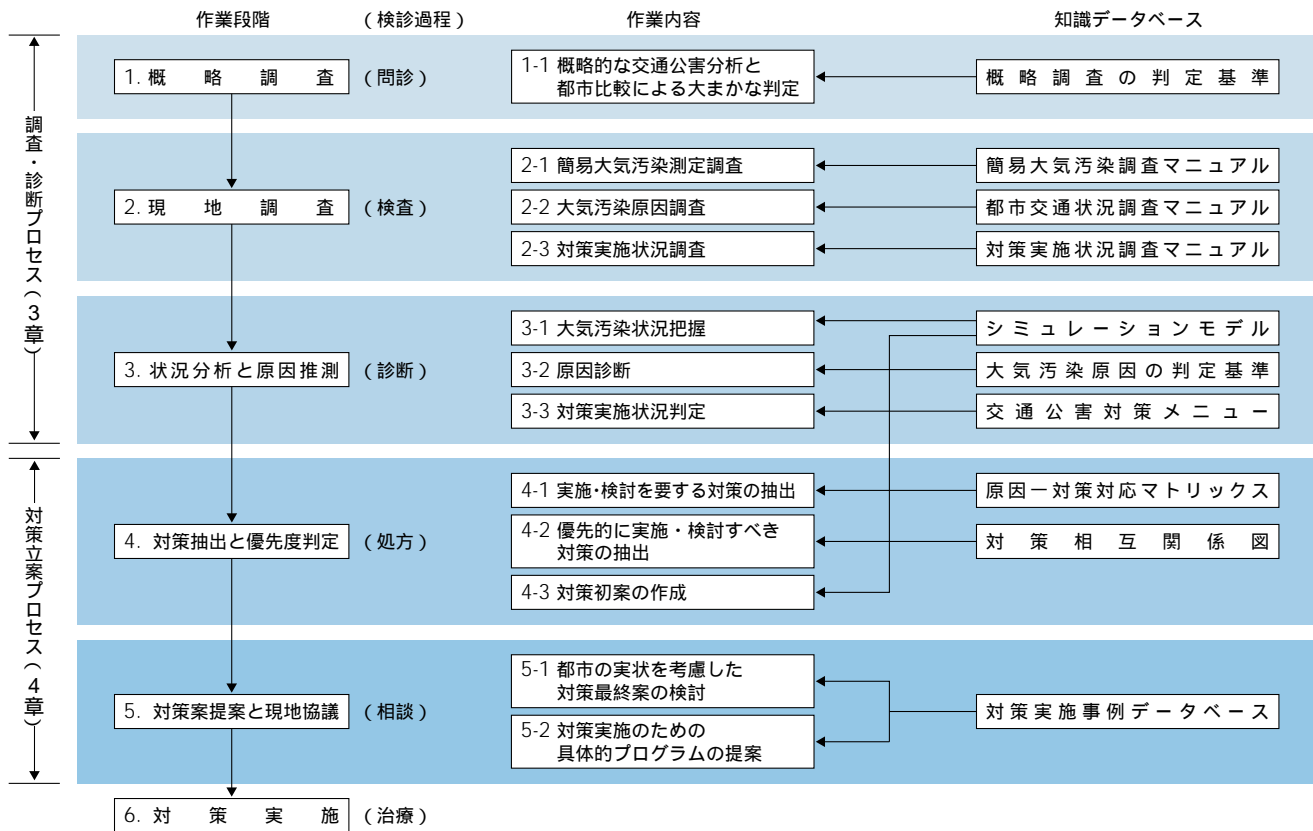 作業段階 （検診過程） 作業内容 知識データベース
調査・診断プロセス（3章）
1. 概略調査 （問診）
1-1 概略的な交通公害分析と
都市比較による大まかな判定
概略調査の判定基準
2. 現地調査 （検査）
2-1 簡易大気汚染測定調査
簡易大気汚染調査マニュアル
2-2 大気汚染原因調査
都市交通状況調査マニュアル
2-3 対策実施状況調査
対策実施状況調査マニュアル
3. 状況分析と原因推測 （診断）
3-1 大気汚染状況把握
シミュレーションモデル
3-2 原因診断
大気汚染原因の判定基準
3-3 対策実施状況判定
交通公害対策メニュー
対策立案プロセス（4章）
4. 対策抽出と優先度判定 （処方）
4-1 実施・検討を要する対策の抽出
原因ー対策対応マトリックス
4-2 優先的に実施・検討すべき
対策の抽出
対策相互関係図
4-3 対策初案の作成
5. 対策案提案と現地協議 （相談）
5-1 都市の実状を考慮した
対策最終案の検討
5-2 対策実施のための
具体的プログラムの提案
対策実施事例データベース
6. 対策実施 （治療）